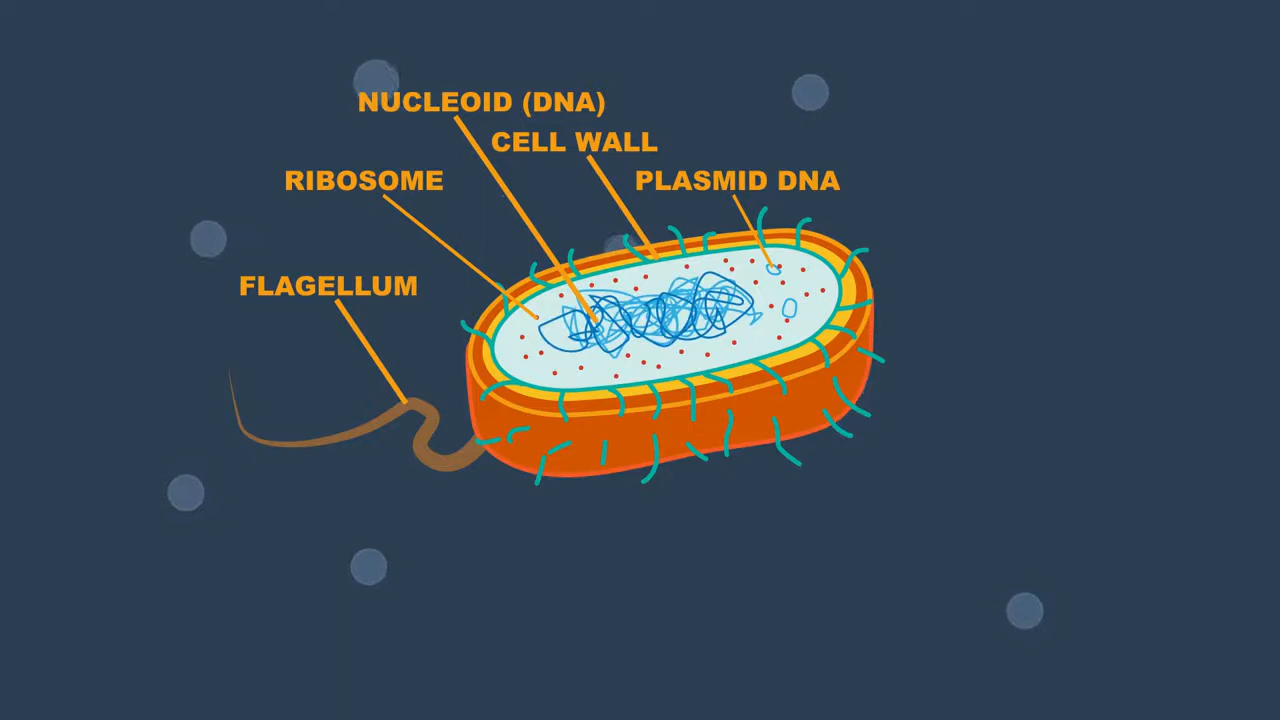 NUCLEOID (DNA)
CELL WALL
RIBOSOME
PLASMID DNA
FLAGELLUM